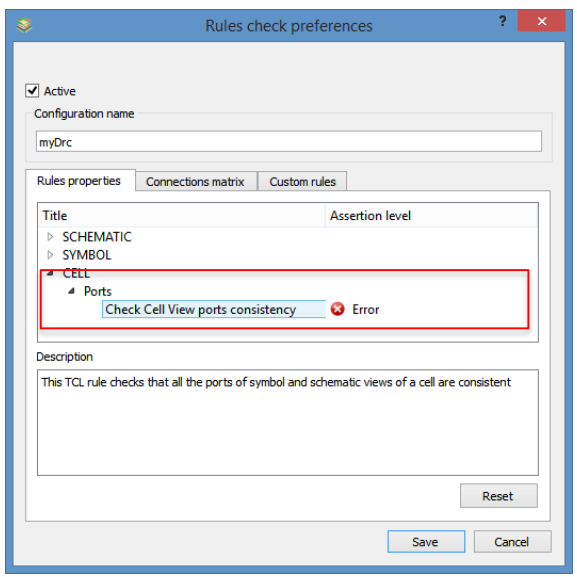 Rules check preferences ? ×
Active
Configuration name
myDrc
Rules properties Connections matrix Custom rules
Title Assertion level
SCHEMATIC
SYMBOL
CELL
Ports
Check Cell View ports consistency Error
Description
This TCL rule checks that all the ports of symbol and schematic views of a cell are consistent
Reset
Save Cancel